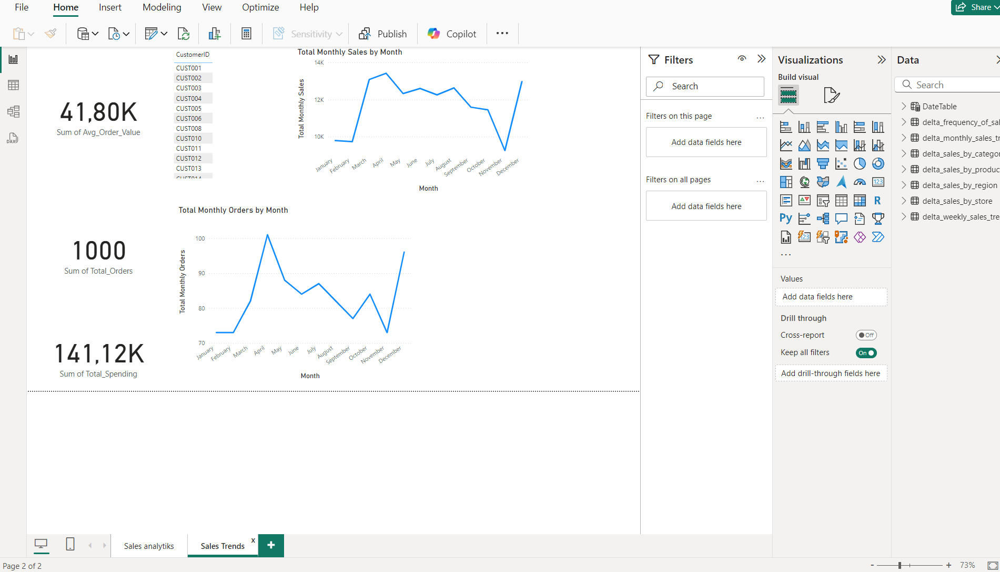 File Home Insert Modeling View Optimize Help
Share
Sensitivity Publish Copilot
41,80K
Sum of Avg_Order_Value
1000
Sum of Total_Orders
141,12K
Sum of Total_Spending
CustomerID
CUST001
CUST002
CUST003
CUST004
CUST005
CUST006
CUST008
CUST010
CUST011
CUST012
CUST013
CUST014
Total Monthly Sales by Month
Total Monthly Sales
14K
12K
10K
January February March April May June July August September October November December
Month
Total Monthly Orders by Month
Total Monthly Orders
100
90
80
70
January February March April May June July August September October November December
Month
Filters
Search
Filters on this page
Add data fields here
Filters on all pages
Add data fields here
Visualizations
Build visual
123
R
Py
123
Values
Add data fields here
Drill through
Cross-report Off
Keep all filters On
Add drill-through fields here
Data
Search
DateTable
delta_frequency_of_sal
delta_monthly_sales_tr
delta_sales_by_categor
delta_sales_by_produc
delta_sales_by_region
delta_sales_by_store
delta_weekly_sales_tre
DAX
Sales analytiks Sales Trends x +
Page 2 of 2
- + 73%